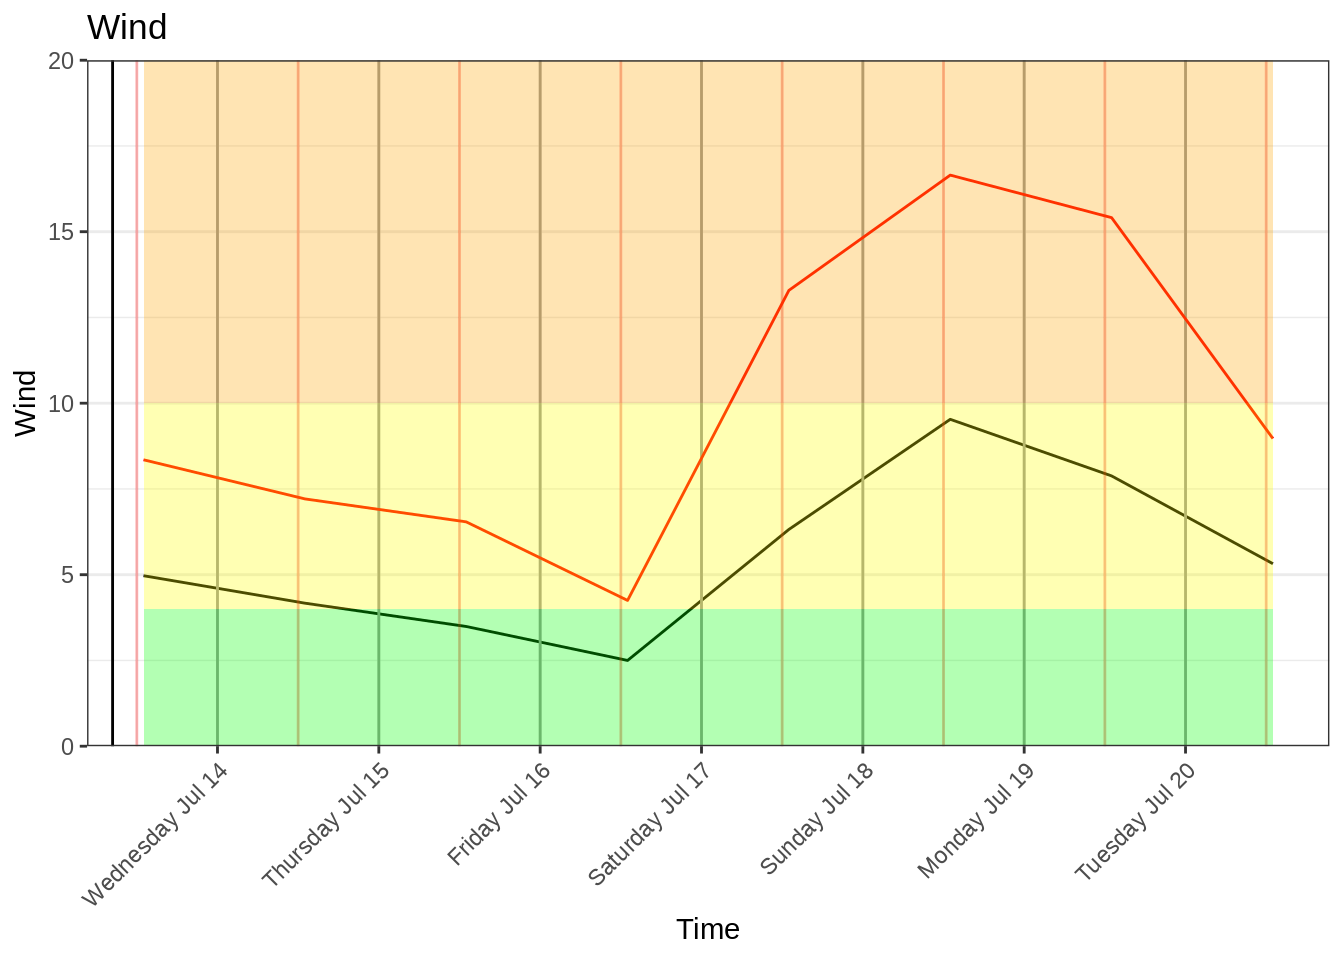 Wind
20
15
10
5
0
Wind
Wednesday Jul 14
Thursday Jul 15
Friday Jul 16
Saturday Jul 17
Sunday Jul 18
Monday Jul 19
Tuesday Jul 20
Time